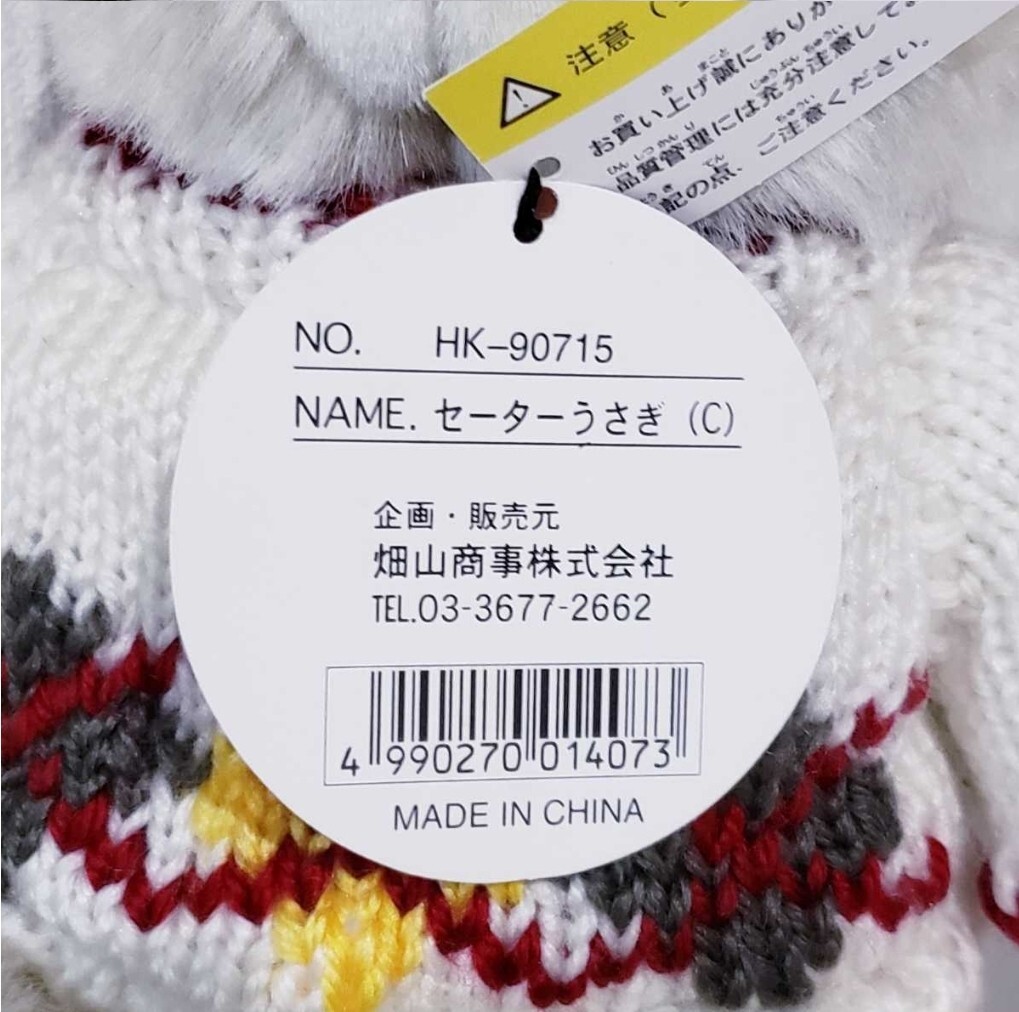 注意
お買い上げ誠にありが
品質管理には充分注意して
記の点、ご注意ください。
NO. HK-90715
NAME. セーターうさぎ (C)
企画・販売元
畑山商事株式会社
TEL.03-3677-2662
4 990270 014073
MADE IN CHINA